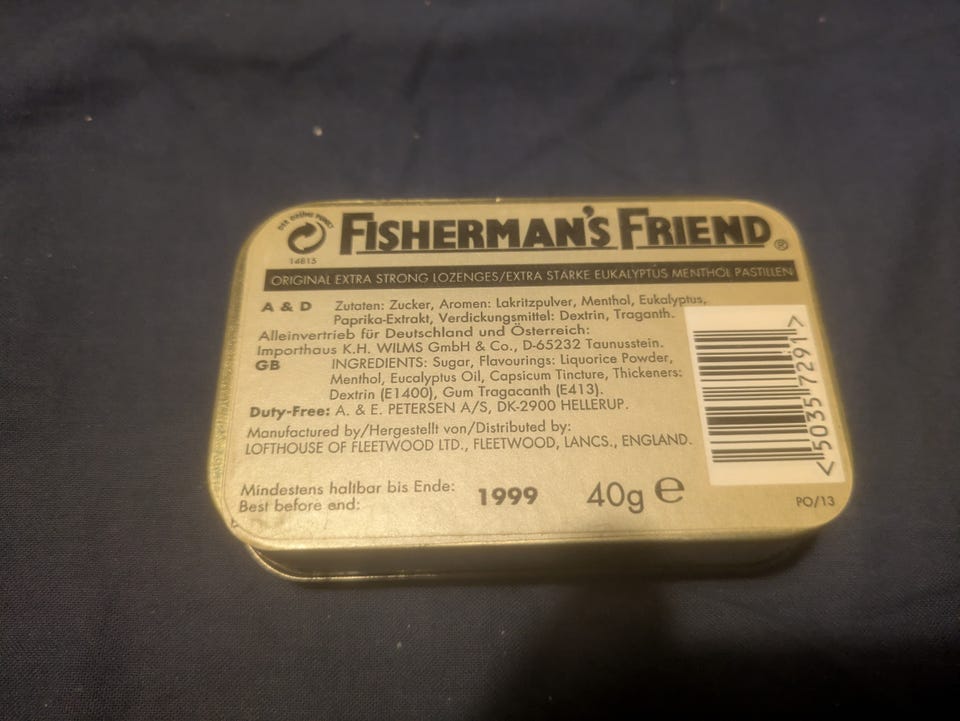 DER GRÜNE PUNKT
14815
FISHERMAN'S FRIEND®
ORIGINAL EXTRA STRONG LOZENGES/EXTRA STARKE EUKALYPTUS MENTHOL PASTILLEN
A & D Zutaten: Zucker, Aromen: Lakritzpulver, Menthol, Eukalyptus,
Paprika-Extrakt, Verdickungsmittel: Dextrin, Traganth.
Alleinvertrieb für Deutschland und Österreich:
Importhaus K.H. WILMS GmbH & Co., D-65232 Taunusstein.
GB INGREDIENTS: Sugar, Flavourings: Liquorice Powder,
Menthol, Eucalyptus Oil, Capsicum Tincture, Thickeners:
Dextrin (E1400), Gum Tragacanth (E413).
Duty-Free: A. & E. PETERSEN A/S, DK-2900 HELLERUP.
Manufactured by/Hergestellt von/Distributed by:
LOFTHOUSE OF FLEETWOOD LTD., FLEETWOOD, LANCS., ENGLAND.
Mindestens haltbar bis Ende:
Best before end:
1999 40g e
<50357291>
PO/13